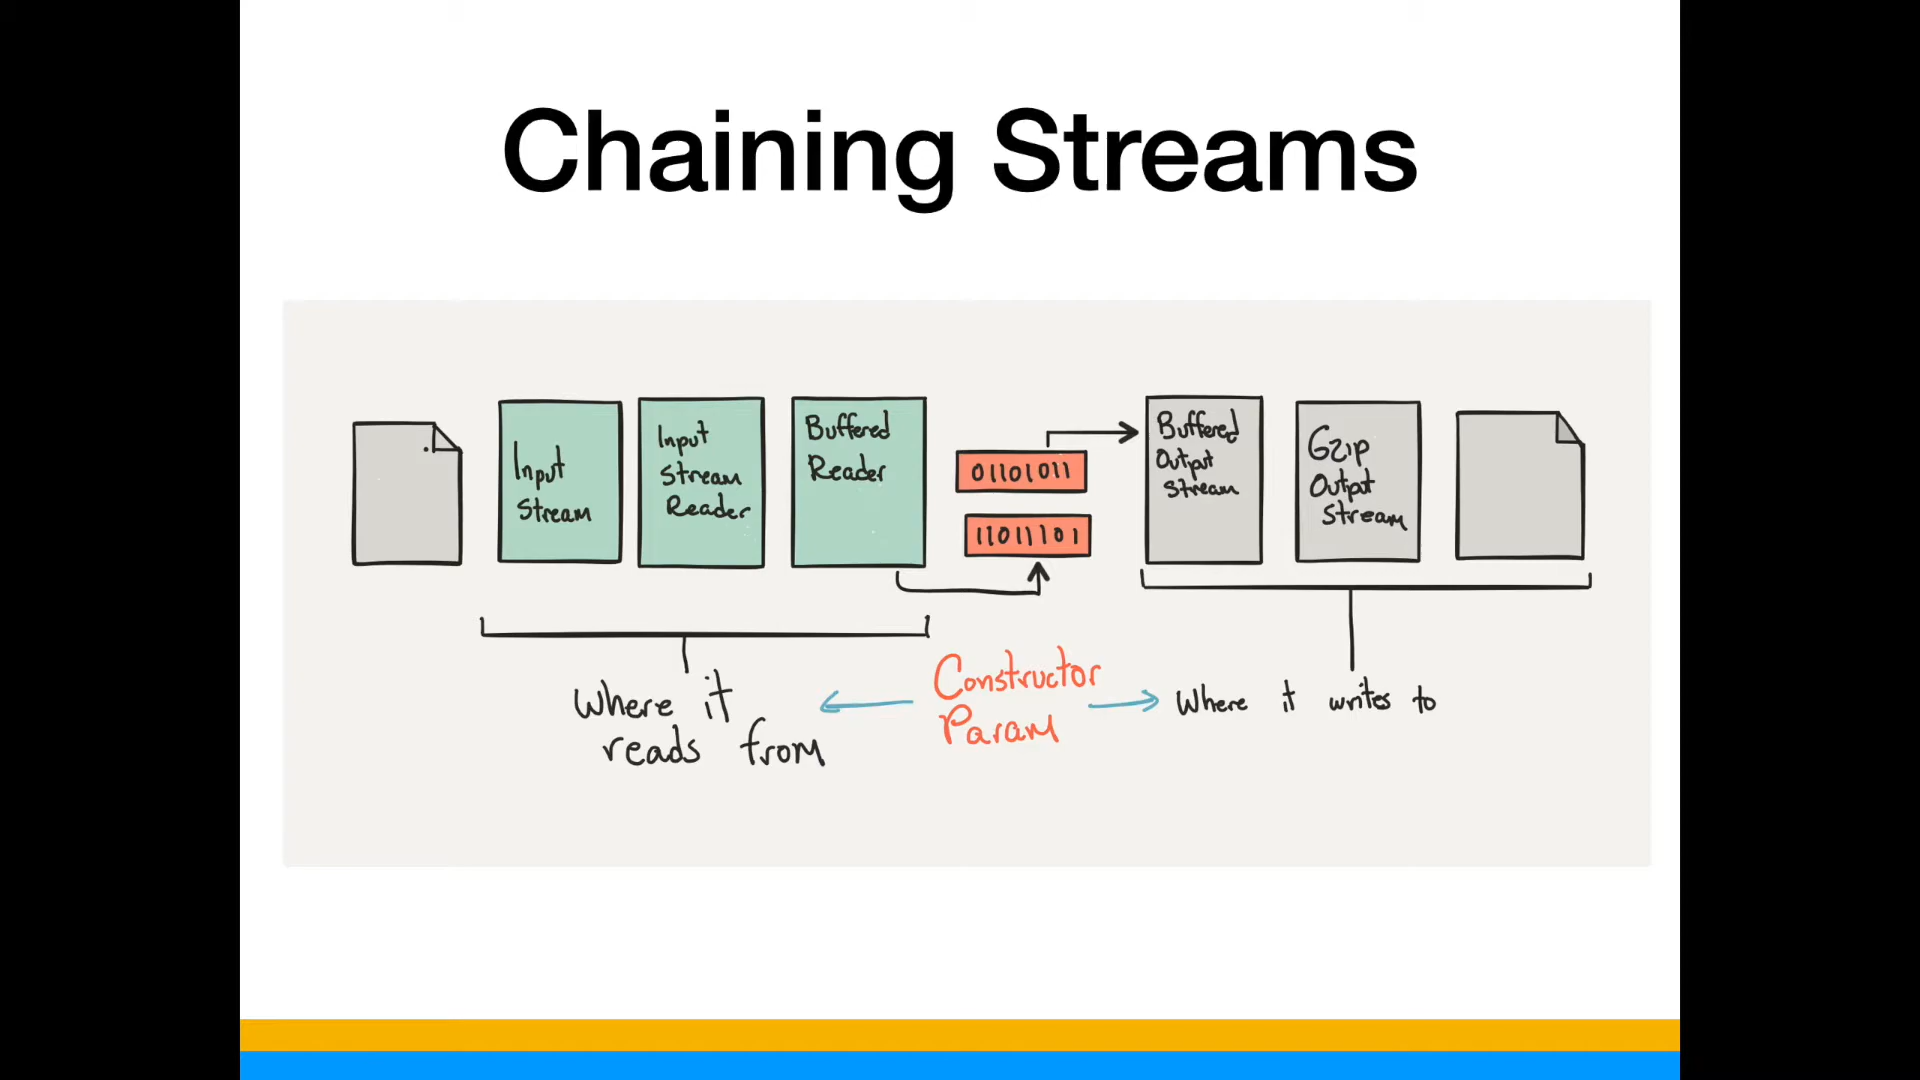 Chaining Streams
Input
Stream
Input
Stream
Reader
Buffered
Reader
01101011
11011101
Buffered
Output
Stream
Gzip
Output
Stream
Where it
reads from
Constructor
Param
Where it writes to